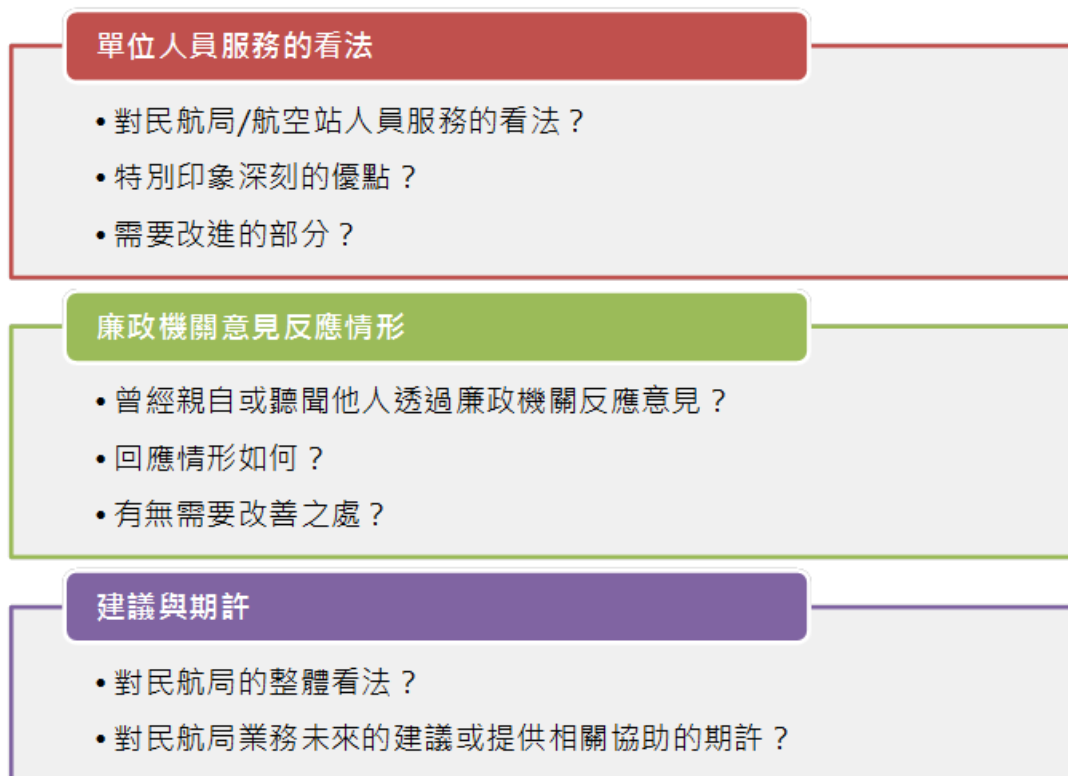 單位人員服務的看法
•對民航局/航空站人員服務的看法？
•特別印象深刻的優點？
•需要改進的部分？
廉政機關意見反應情形
•曾經親自或聽聞他人透過廉政機關反應意見？
•回應情形如何？
•有無需要改善之處？
建議與期許
•對民航局的整體看法？
•對民航局業務未來的建議或提供相關協助的期許？